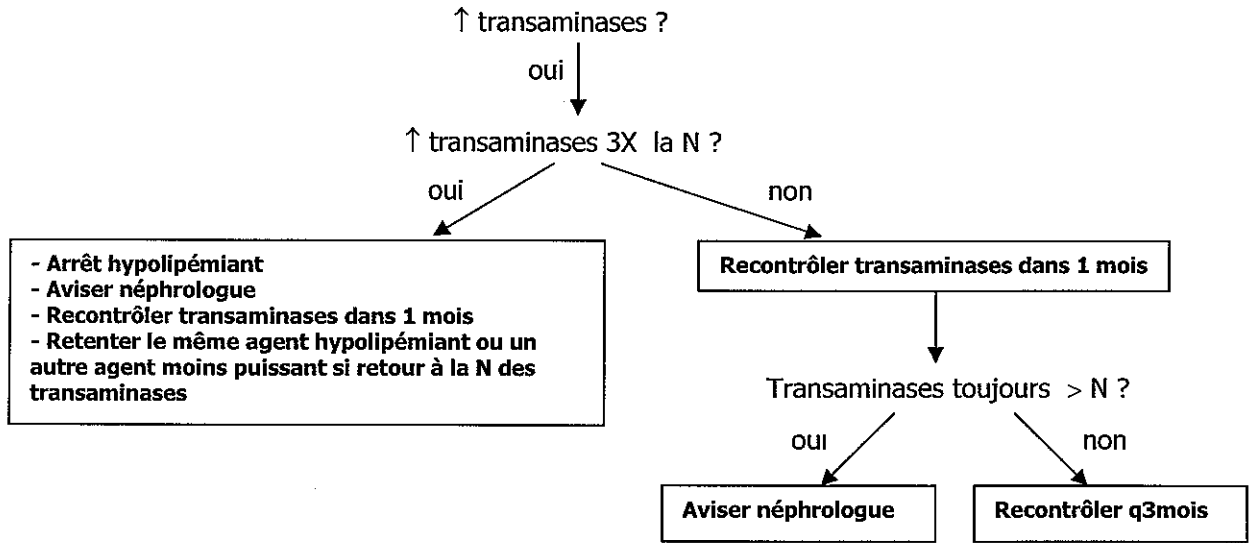 ↑ transaminases ?
oui
↑ transaminases 3X la N ?
oui
non
- Arrêt hypolipémiant
- Aviser néphrologue
- Recontrôler transaminases dans 1 mois
- Retenter le même agent hypolipémiant ou un
autre agent moins puissant si retour à la N des
transaminases
Recontrôler transaminases dans 1 mois
Transaminases toujours > N ?
oui
non
Aviser néphrologue
Recontrôler q3mois